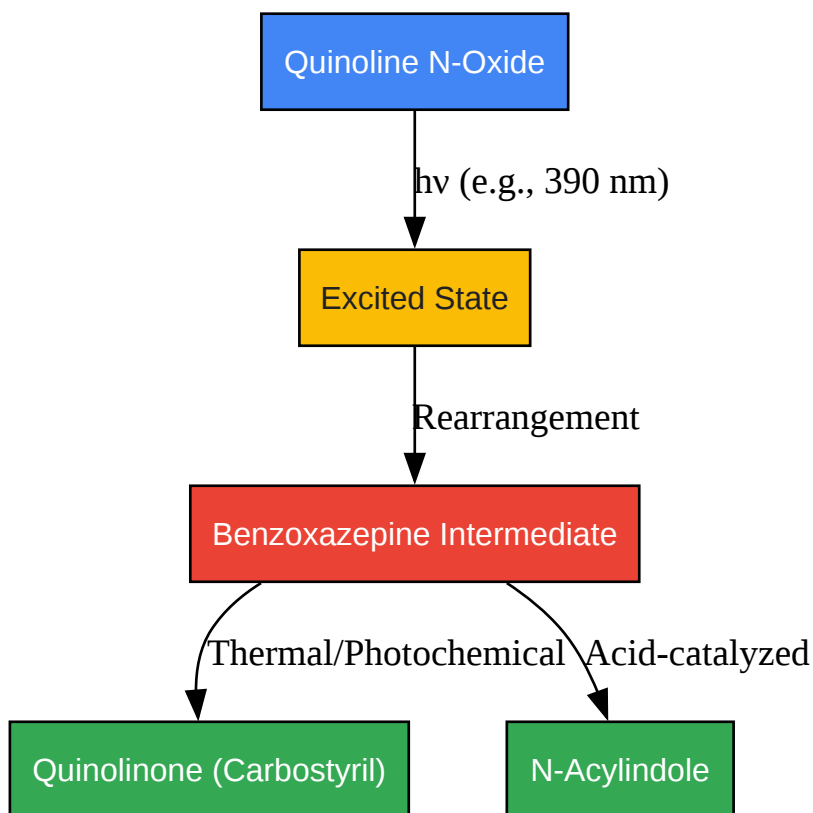 Quinoline N-Oxide
hν (e.g., 390 nm)
Excited State
Rearrangement
Benzoxazepine Intermediate
Thermal/Photochemical
Acid-catalyzed
Quinolinone (Carbostyril)
N-Acylindole